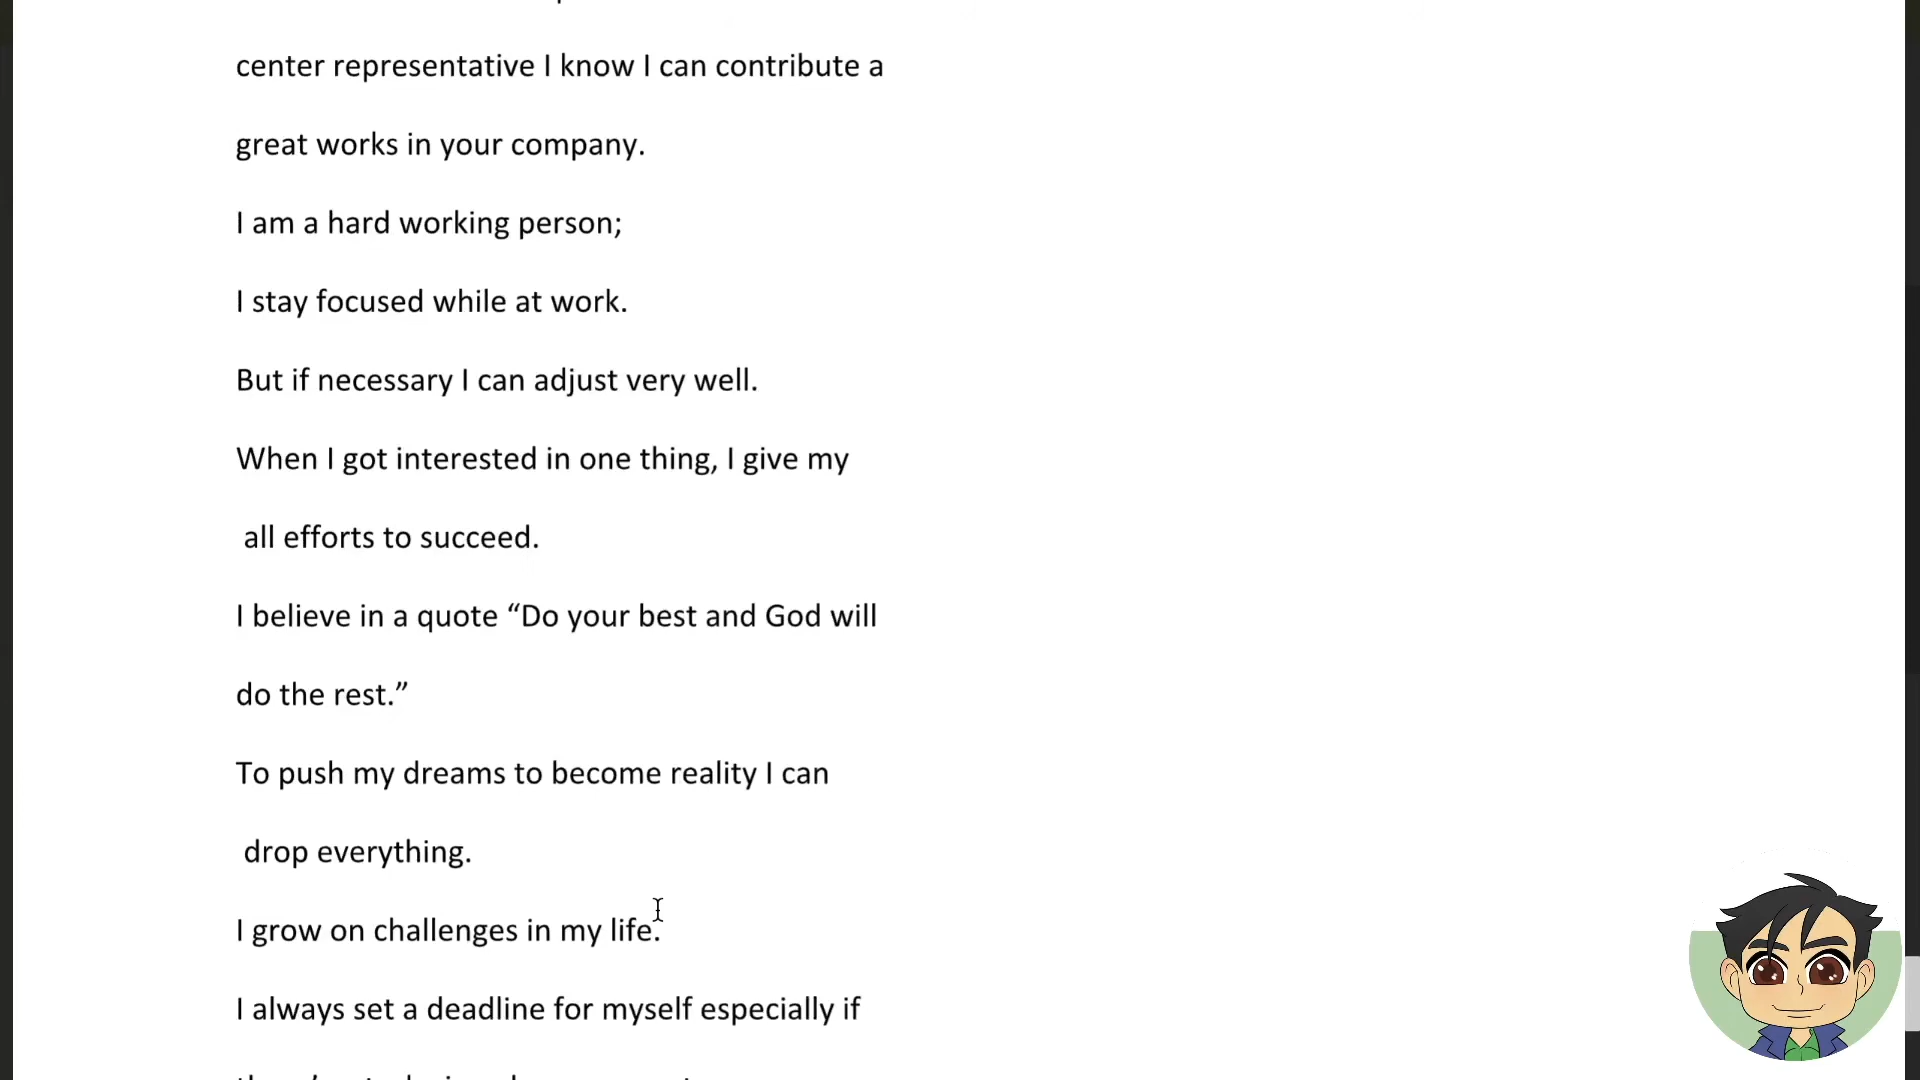 center representative I know I can contribute a
great works in your company.
I am a hard working person;
I stay focused while at work.
But if necessary I can adjust very well.
When I got interested in one thing, I give my
all efforts to succeed.
I believe in a quote “Do your best and God will
do the rest.”
To push my dreams to become reality I can
drop everything.
I grow on challenges in my life.
I always set a deadline for myself especially if